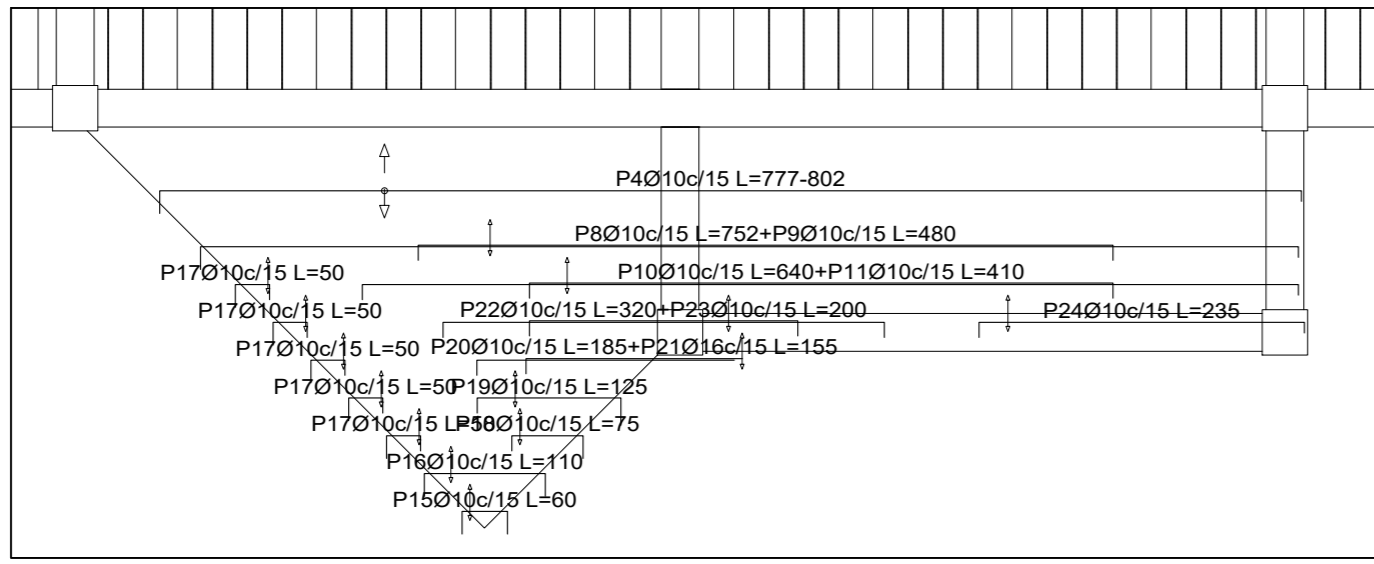 P4Ø10c/15 L=777-802
P8Ø10c/15 L=752+P9Ø10c/15 L=480
P17Ø10c/15 L=50
P10Ø10c/15 L=640+P11Ø10c/15 L=410
P17Ø10c/15 L=50
P22Ø10c/15 L=320+P23Ø10c/15 L=200
P24Ø10c/15 L=235
P17Ø10c/15 L=50
P20Ø10c/15 L=185+P21Ø16c/15 L=155
P17Ø10c/15 L=50
P19Ø10c/15 L=125
P17Ø10c/15 L=50
P18Ø10c/15 L=75
P16Ø10c/15 L=110
P15Ø10c/15 L=60